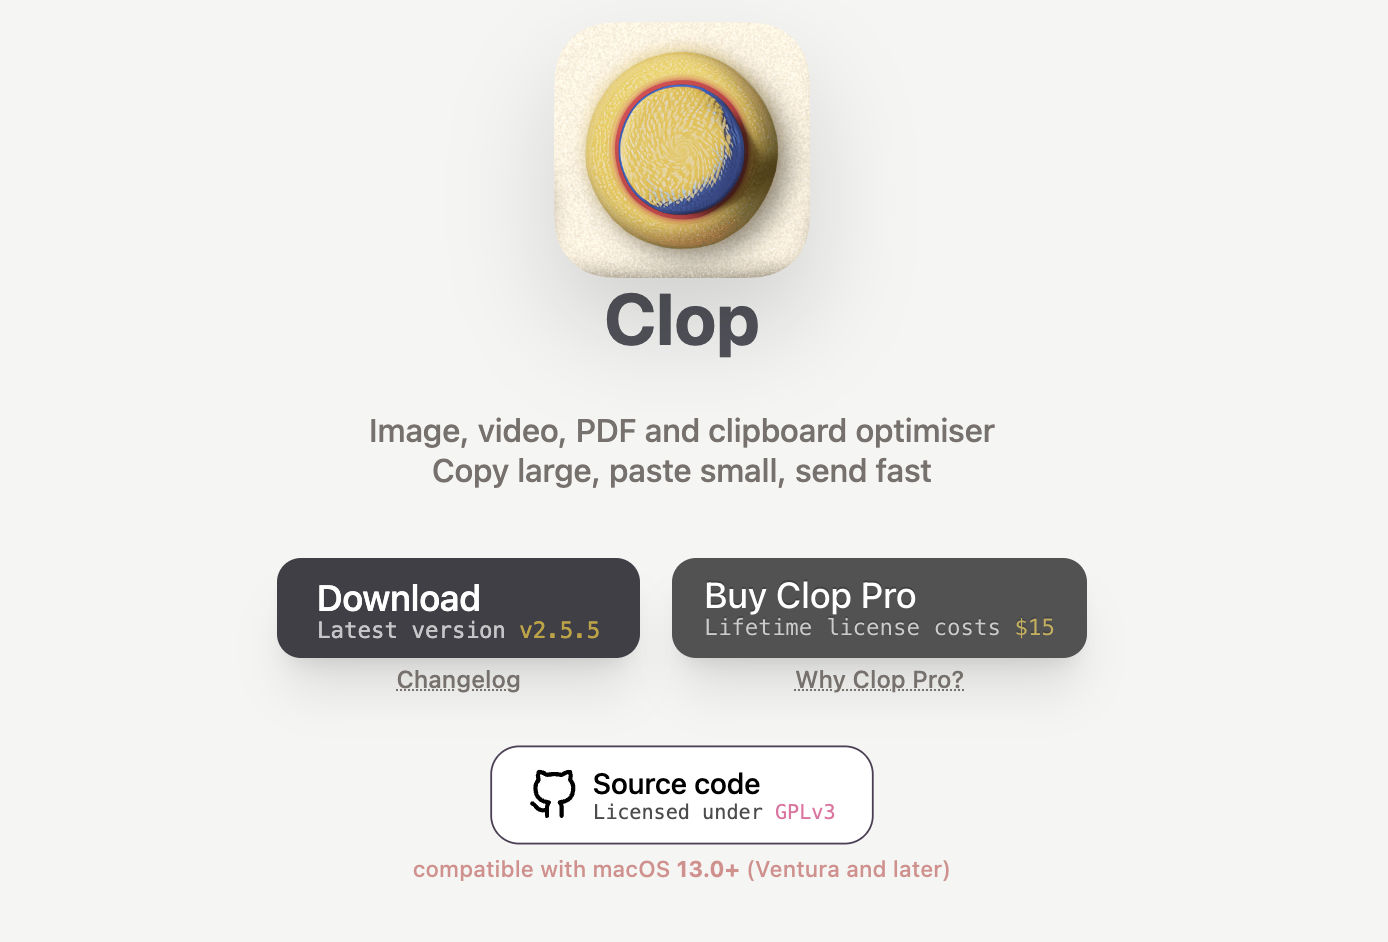 Clop
Image, video, PDF and clipboard optimiser
Copy large, paste small, send fast
Download
Latest version v2.5.5
Changelog
Buy Clop Pro
Lifetime license costs $15
Why Clop Pro?
Source code
Licensed under GPLv3
compatible with macOS 13.0+ (Ventura and later)